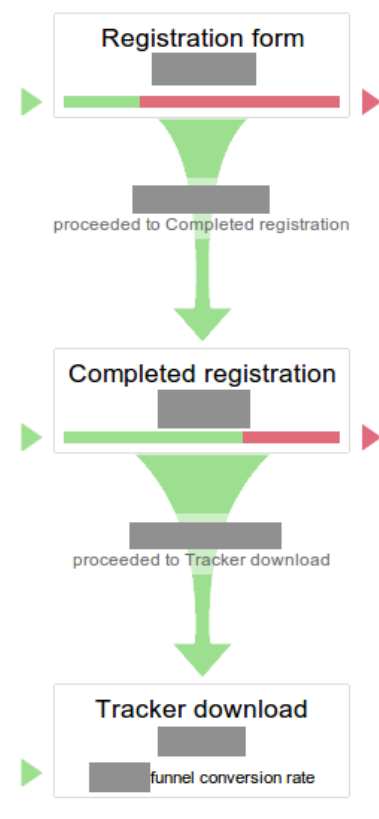 Registration form
proceeded to Completed registration
Completed registration
proceeded to Tracker download
Tracker download
funnel conversion rate